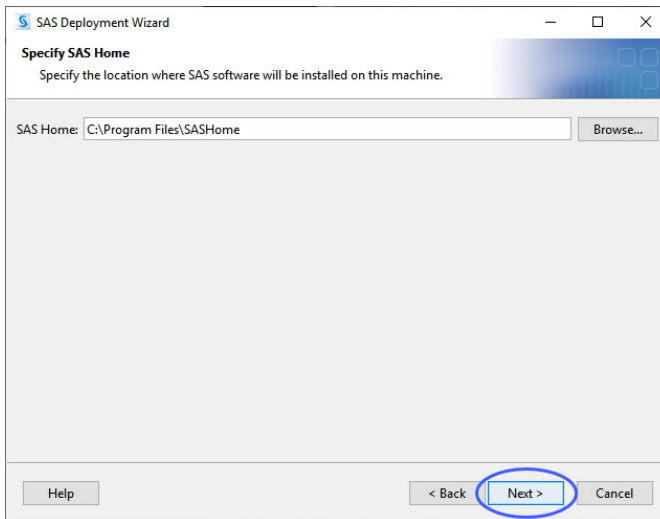 SAS Deployment Wizard
Specify SAS Home
Specify the location where SAS software will be installed on this machine.
SAS Home: C:\Program Files\SASHome Browse...
Help < Back Next > Cancel